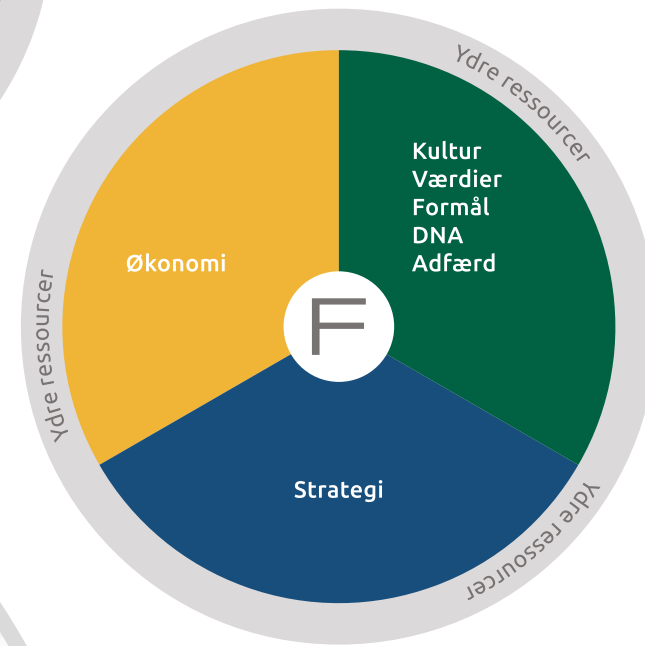 Ydre ressourcer
Kultur
Værdier
Formål
DNA
Adfærd
Økonomi
F
Ydre ressourcer
Strategi
Ydre ressourcer